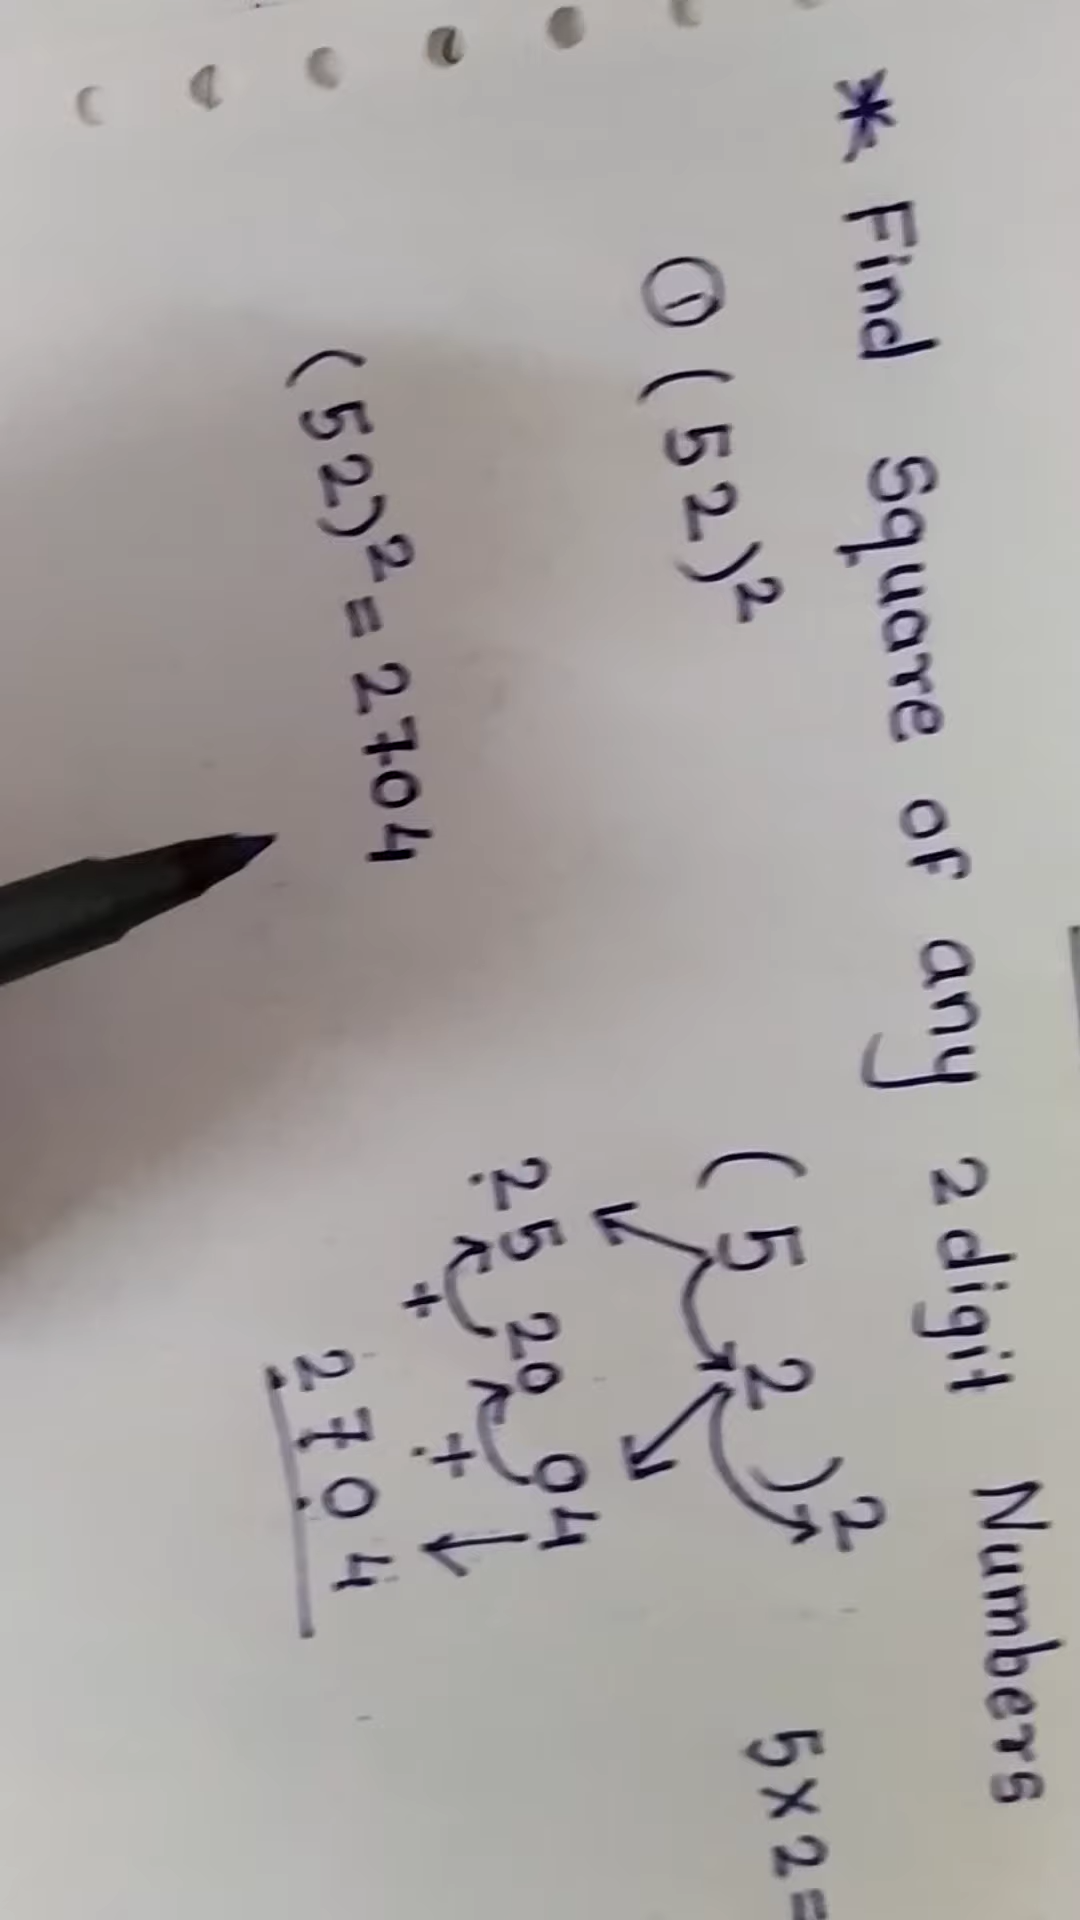 * Find Square of any 2 digit Numbers
① (52)² (5 2)² 5×2=
25 20 04
+ +
(52)² = 2704 2704